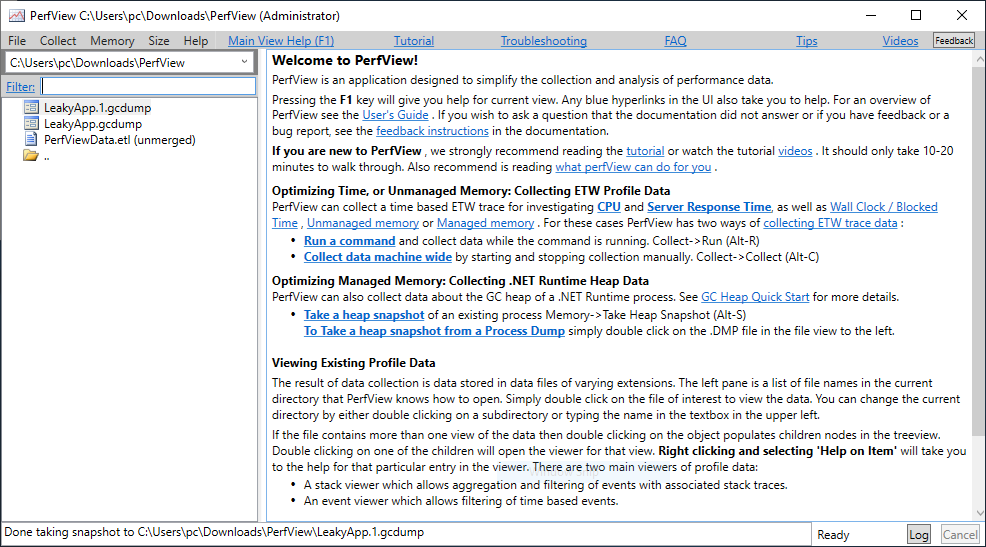 PerfView C:\Users\pc\Downloads\PerfView (Administrator)
File Collect Memory Size Help Main View Help (F1) Tutorial Troubleshooting FAQ Tips Videos Feedback
C:\Users\pc\Downloads\PerfView
Filter:
LeakyApp.1.gcdump
LeakyApp.gcdump
PerfViewData.etl (unmerged)
..
Welcome to PerfView!
PerfView is an application designed to simplify the collection and analysis of performance data.
Pressing the F1 key will give you help for current view. Any blue hyperlinks in the UI also take you to help. For an overview of
PerfView see the User's Guide . If you wish to ask a question that the documentation did not answer or if you have feedback or a
bug report, see the feedback instructions in the documentation.
If you are new to PerfView , we strongly recommend reading the tutorial or watch the tutorial videos . It should only take 10-20
minutes to walk through. Also recommend is reading what perfView can do for you .
Optimizing Time, or Unmanaged Memory: Collecting ETW Profile Data
PerfView can collect a time based ETW trace for investigating CPU and Server Response Time, as well as Wall Clock / Blocked
Time , Unmanaged memory or Managed memory . For these cases PerfView has two ways of collecting ETW trace data :
• Run a command and collect data while the command is running. Collect->Run (Alt-R)
• Collect data machine wide by starting and stopping collection manually. Collect->Collect (Alt-C)
Optimizing Managed Memory: Collecting .NET Runtime Heap Data
PerfView can also collect data about the GC heap of a .NET Runtime process. See GC Heap Quick Start for more details.
• Take a heap snapshot of an existing process Memory->Take Heap Snapshot (Alt-S)
To Take a heap snapshot from a Process Dump simply double click on the .DMP file in the file view to the left.
Viewing Existing Profile Data
The result of data collection is data stored in data files of varying extensions. The left pane is a list of file names in the current
directory that PerfView knows how to open. Simply double click on the file of interest to view the data. You can change the current
directory by either double clicking on a subdirectory or typing the name in the textbox in the upper left.
If the file contains more than one view of the data then double clicking on the object populates children nodes in the treeview.
Double clicking on one of the children will open the viewer for that view. Right clicking and selecting 'Help on Item' will take you
to the help for that particular entry in the viewer. There are two main viewers of profile data:
• A stack viewer which allows aggregation and filtering of events with associated stack traces.
• An event viewer which allows filtering of time based events.
Done taking snapshot to C:\Users\pc\Downloads\PerfView\LeakyApp.1.gcdump
Ready Log Cancel